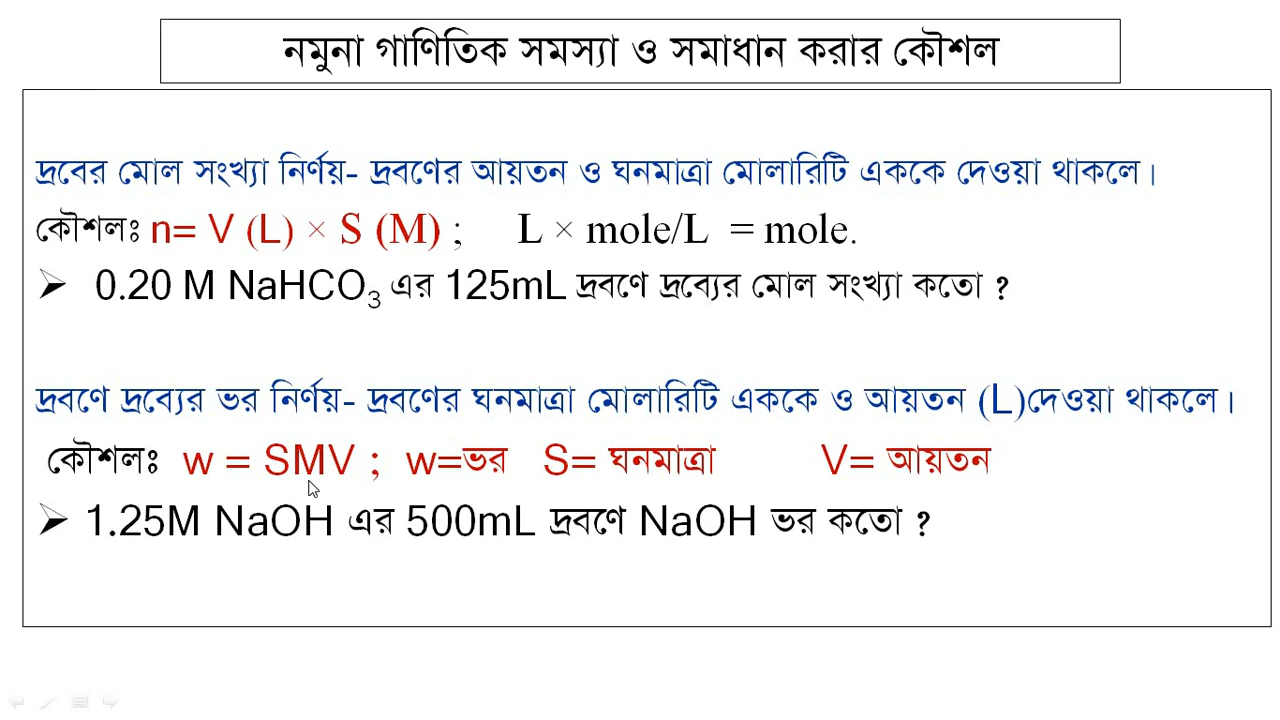 নমুনা গাণিতিক সমস্যা ও সমাধান করার কৌশল
দ্রবের মোল সংখ্যা নির্ণয়- দ্রবণের আয়তন ও ঘনমাত্রা মোলারিটি এককে দেওয়া থাকলে।
কৌশলঃ n= V (L) × S (M) ; L × mole/L = mole.
➢ 0.20 M NaHCO₃ এর 125mL দ্রবণে দ্রব্যের মোল সংখ্যা কতো ?
দ্রবণে দ্রব্যের ভর নির্ণয়- দ্রবণের ঘনমাত্রা মোলারিটি এককে ও আয়তন (L)দেওয়া থাকলে।
কৌশলঃ w = SMV ; w=ভর S= ঘনমাত্রা V= আয়তন
➢ 1.25M NaOH এর 500mL দ্রবণে NaOH ভর কতো ?